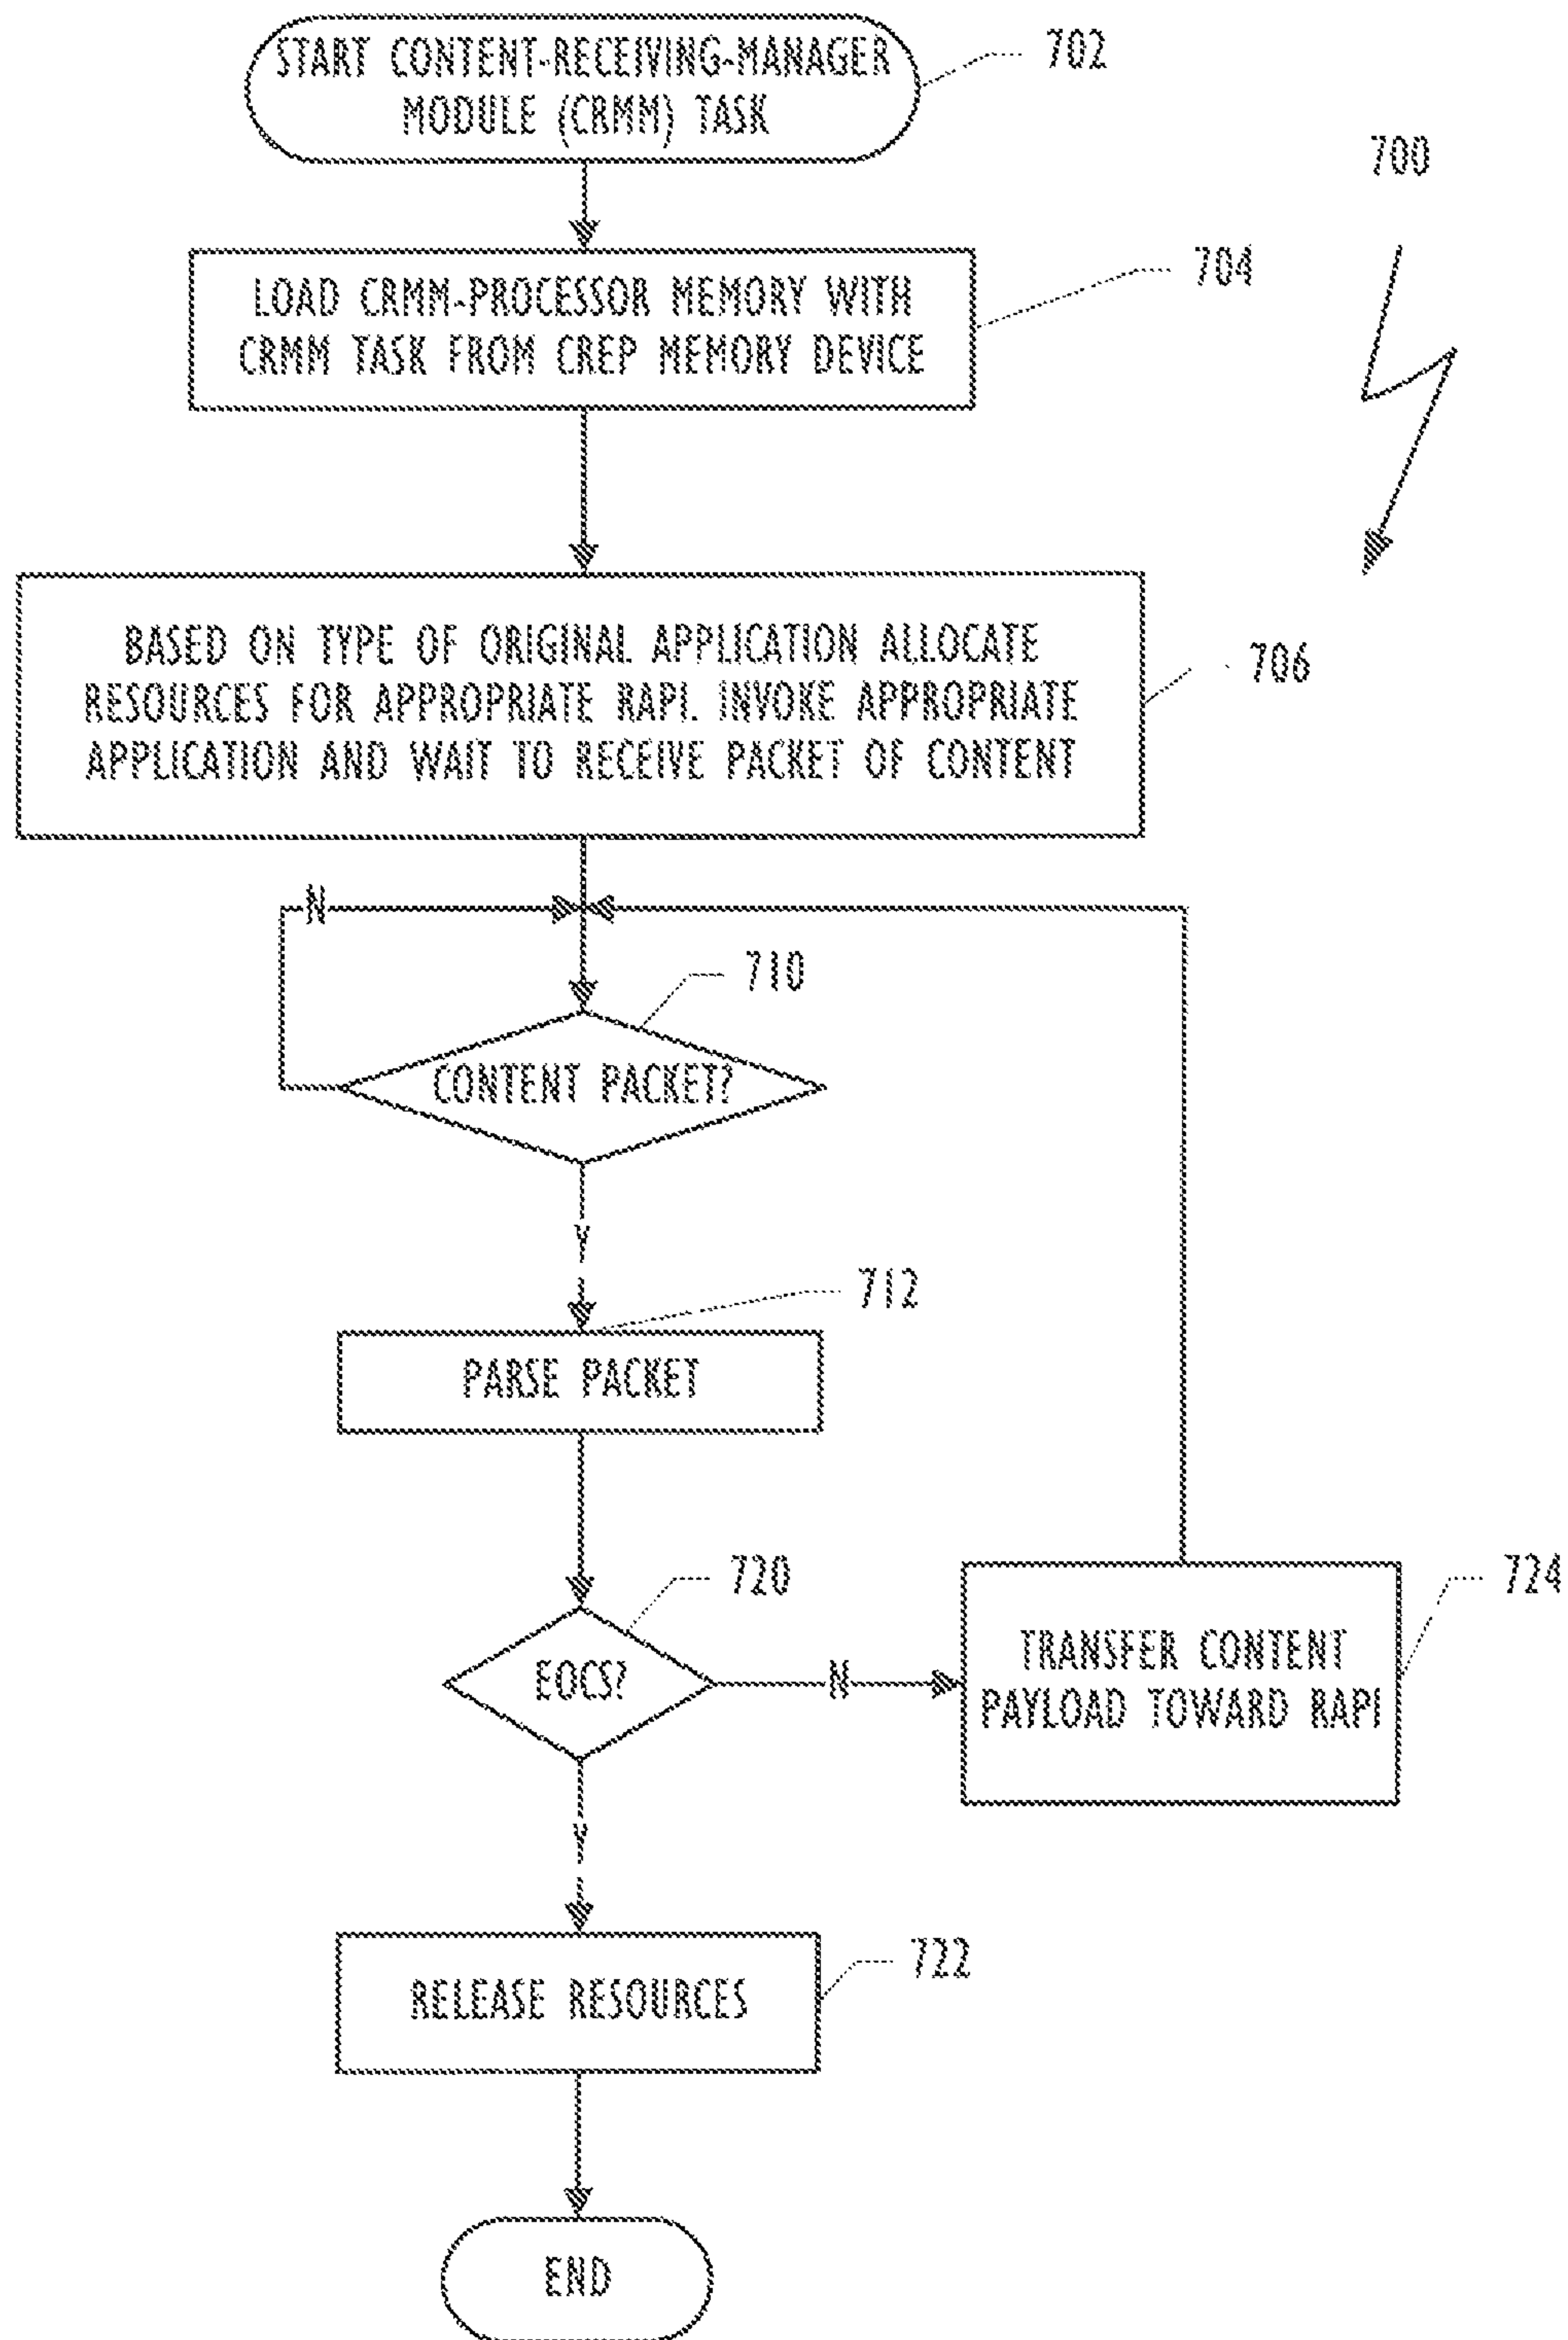 START CONTENT-RECEIVING-MANAGER
MODULE (CRMM) TASK
702
700
LOAD CRMM-PROCESSOR MEMORY WITH
CRMM TASK FROM CREP MEMORY DEVICE
704
BASED ON TYPE OF ORIGINAL APPLICATION ALLOCATE
RESOURCES FOR APPROPRIATE RAPI. INVOKE APPROPRIATE
APPLICATION AND WAIT TO RECEIVE PACKET OF CONTENT
706
N
710
CONTENT PACKET?
Y
712
PARSE PACKET
720
EOCS?
N
724
TRANSFER CONTENT
PAYLOAD TOWARD RAPI
Y
722
RELEASE RESOURCES
END